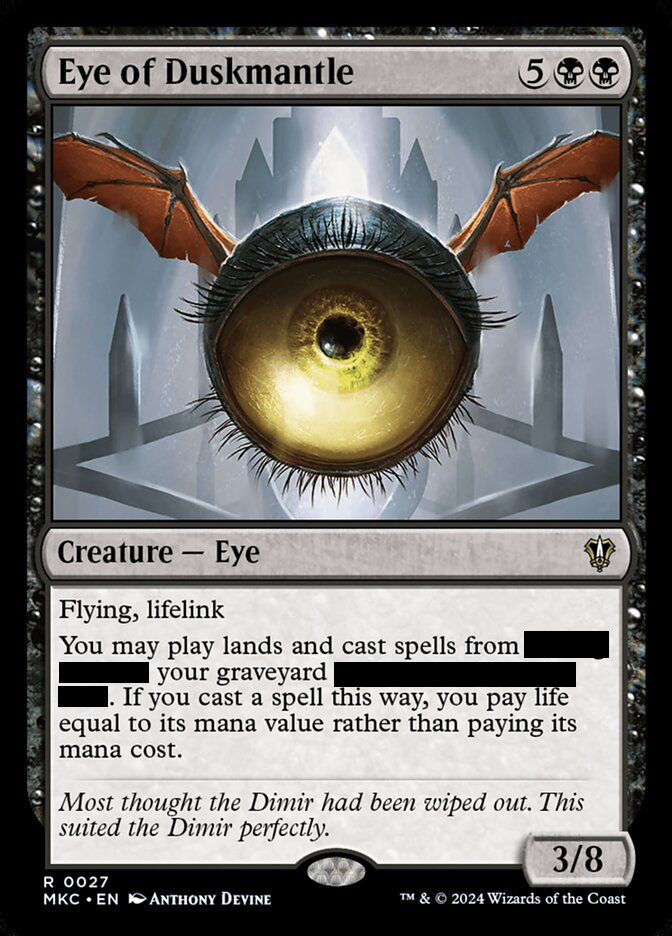 Eye of Duskmantle
5
Creature — Eye
Flying, lifelink
You may play lands and cast spells from
your graveyard
. If you cast a spell this way, you pay life
equal to its mana value rather than paying its
mana cost.
Most thought the Dimir had been wiped out. This
suited the Dimir perfectly.
3/8
R 0027
MKC • EN Anthony Devine
™ & © 2024 Wizards of the Coast